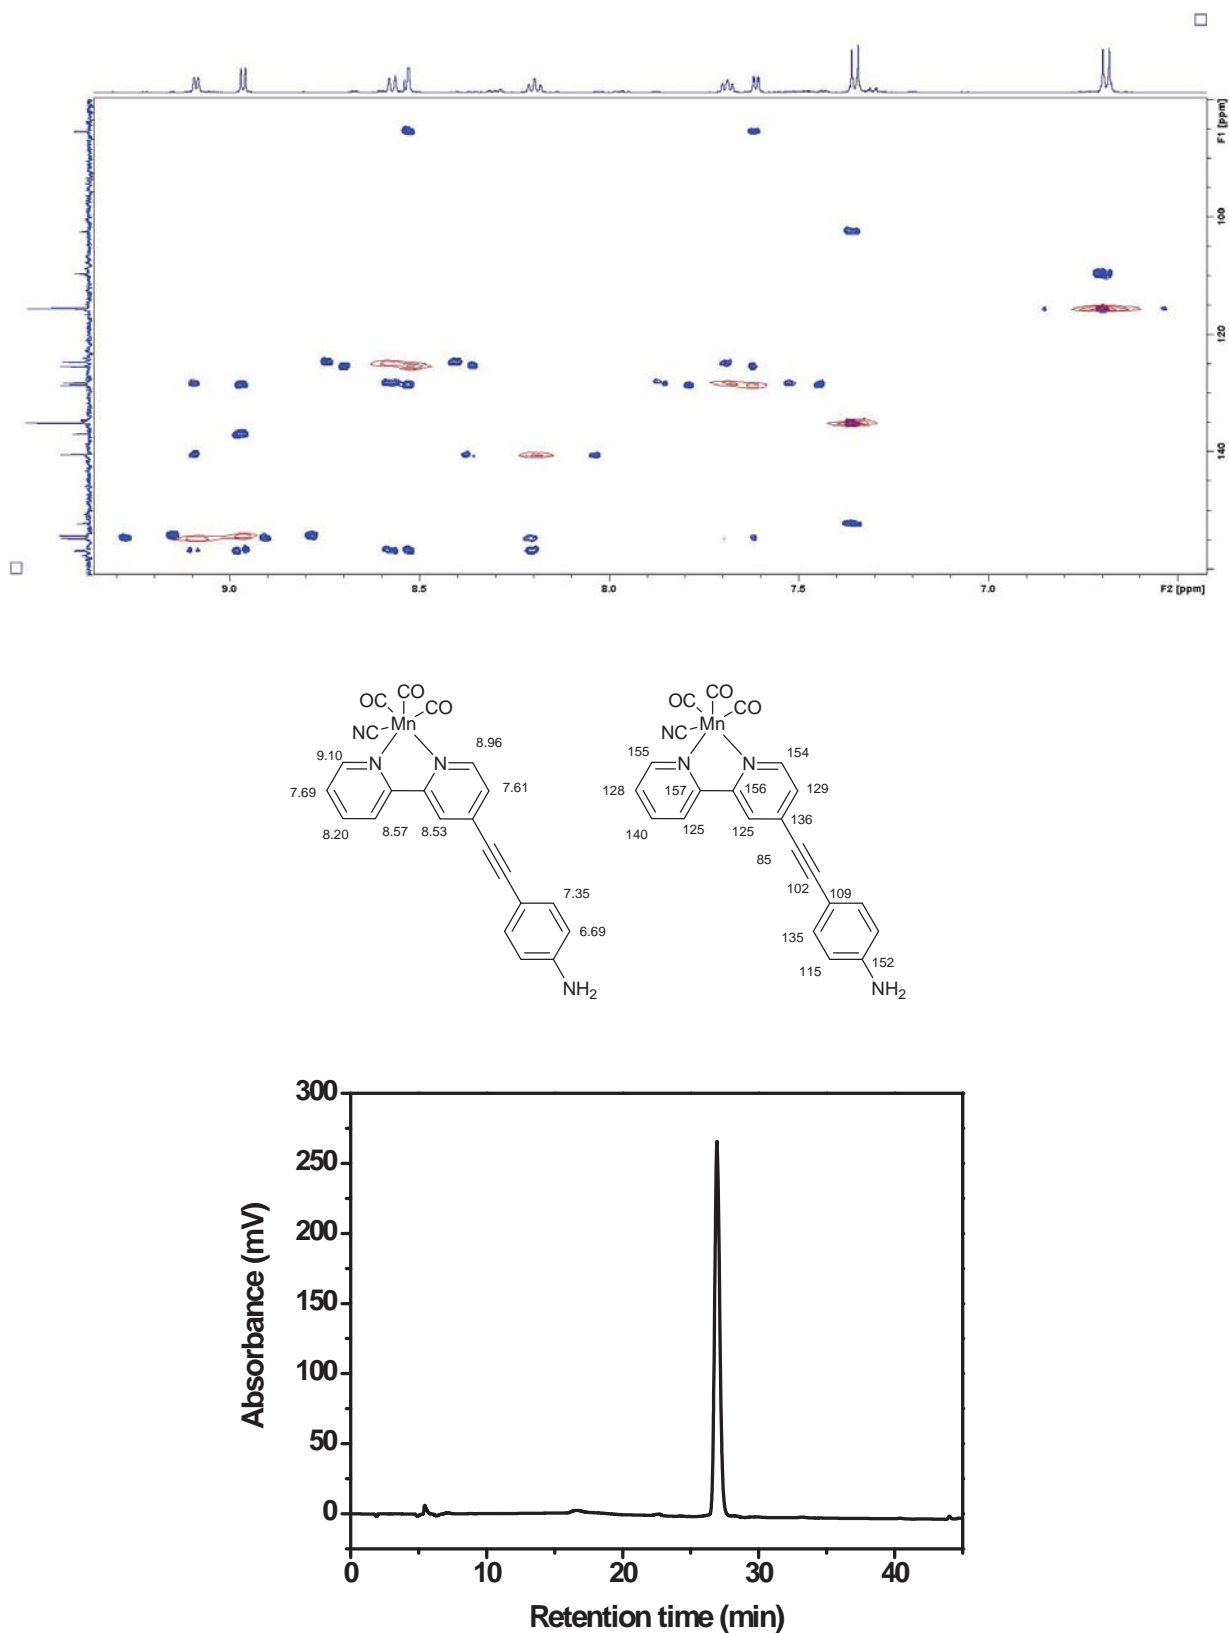 F1 [ppm]
100
120
140
9.0
8.5
8.0
7.5
7.0
F2 [ppm]
OC CO CO
NC Mn
9.10 N N 8.96
7.69 7.61
8.20 8.57 8.53
7.35
6.69
NH2
OC CO CO
NC Mn
155 N N 154
128 157 156 129
140 125 125 136
85
102 109
135
115 152
NH2
300
250
200
150
100
50
0
Absorbance (mV)
0 10 20 30 40
Retention time (min)